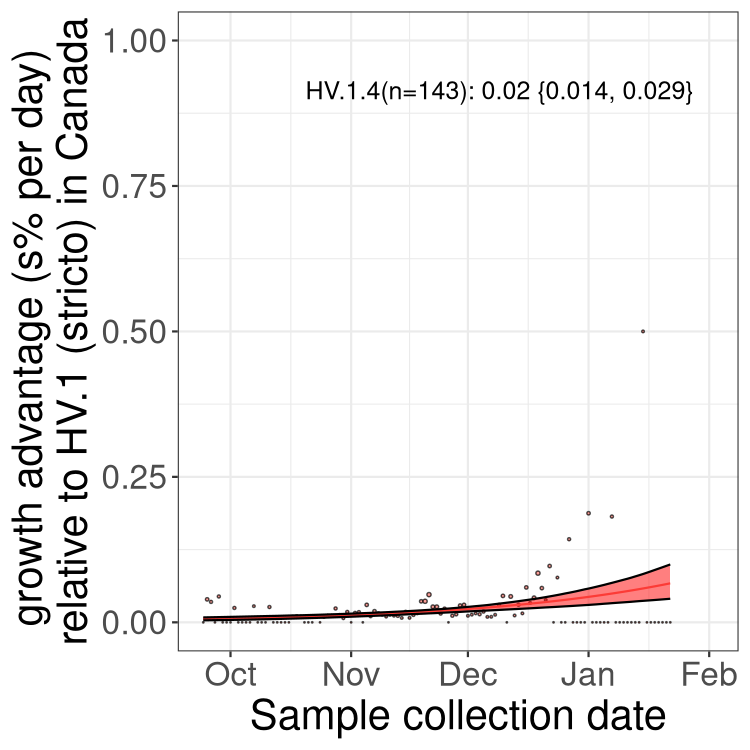 growth advantage (s% per day)
relative to HV.1 (stricto) in Canada
1.00
0.75
0.50
0.25
0.00
HV.1.4(n=143): 0.02 {0.014, 0.029}
Oct Nov Dec Jan Feb
Sample collection date